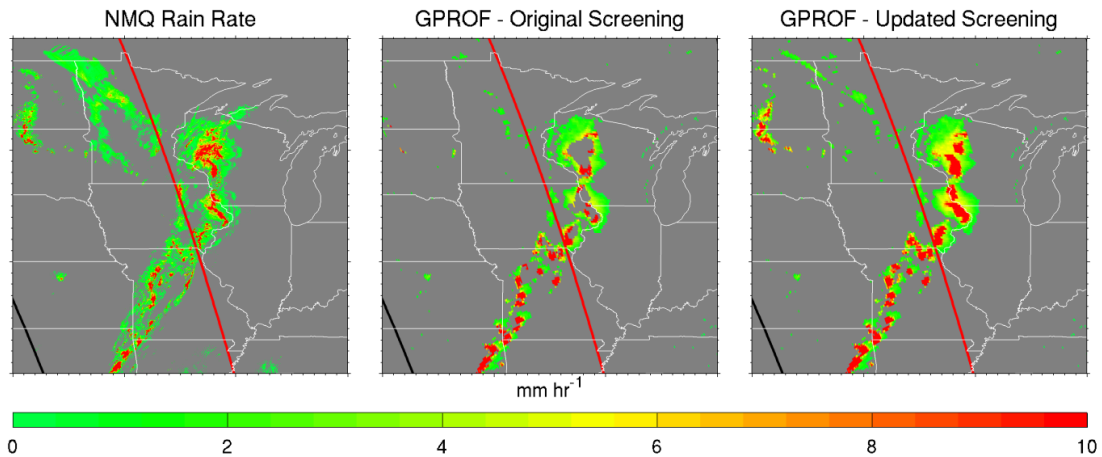 NMQ Rain Rate
GPROF - Original Screening
GPROF - Updated Screening
mm hr⁻¹
0 2 4 6 8 10